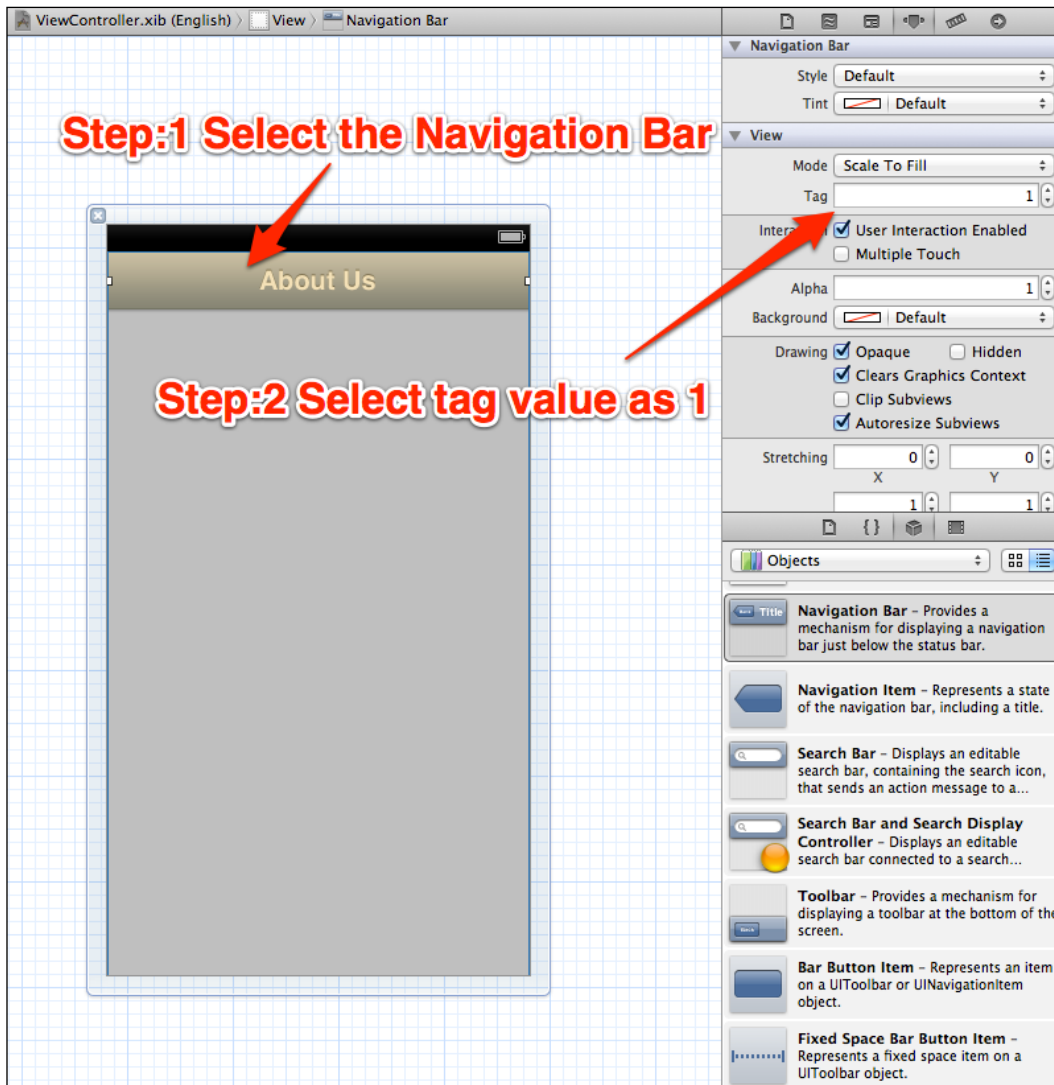 ViewController.xib (English) View Navigation Bar
Navigation Bar
Style Default
Tint Default
Step:1 Select the Navigation Bar
View
Mode Scale To Fill
Tag 1
User Interaction Enabled
Multiple Touch
About Us
Alpha 1
Background Default
Drawing Opaque Hidden
Clears Graphics Context
Step:2 Select tag value as 1
Clip Subviews
Autoresize Subviews
Stretching 0 0
X Y
1 1
{}
Objects
Title
Navigation Bar – Provides a
mechanism for displaying a navigation
bar just below the status bar.
Navigation Item – Represents a state
of the navigation bar, including a title.
Search Bar – Displays an editable
search bar, containing the search icon,
that sends an action message to a...
Search Bar and Search Display
Controller – Displays an editable
search bar connected to a search...
Toolbar – Provides a mechanism for
displaying a toolbar at the bottom of the
screen.
Bar Button Item – Represents an item
on a UIToolbar or UINavigationItem
object.
Fixed Space Bar Button Item –
Represents a fixed space item on a
UIToolbar object.